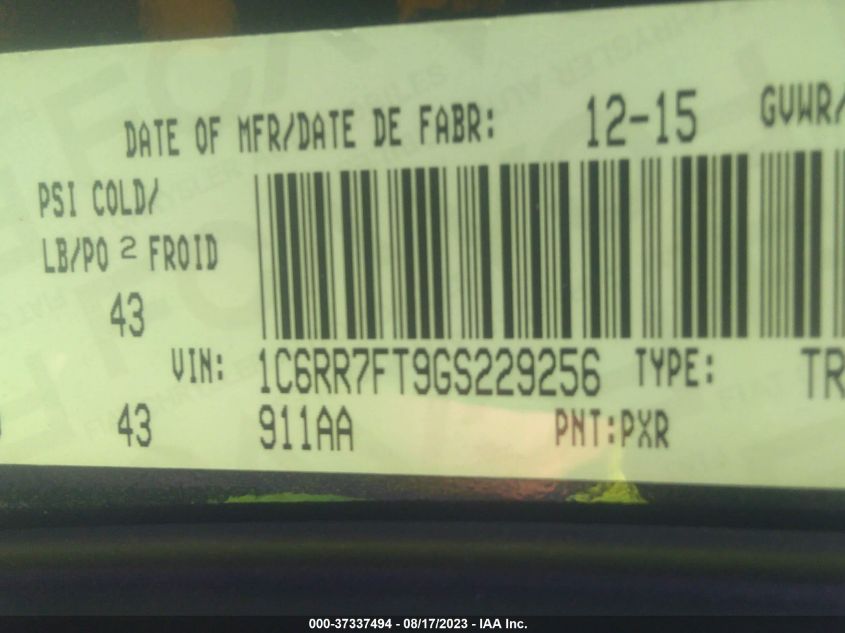 DATE OF MFR/DATE DE FABR: 12-15 GVWR/
PSI COLD/
LB/PO 2 FROID
43
VIN: 1C6RR7FT9GS229256 TYPE: TR
43 911AA PNT:PXR
000-37337494 - 08/17/2023 - IAA Inc.